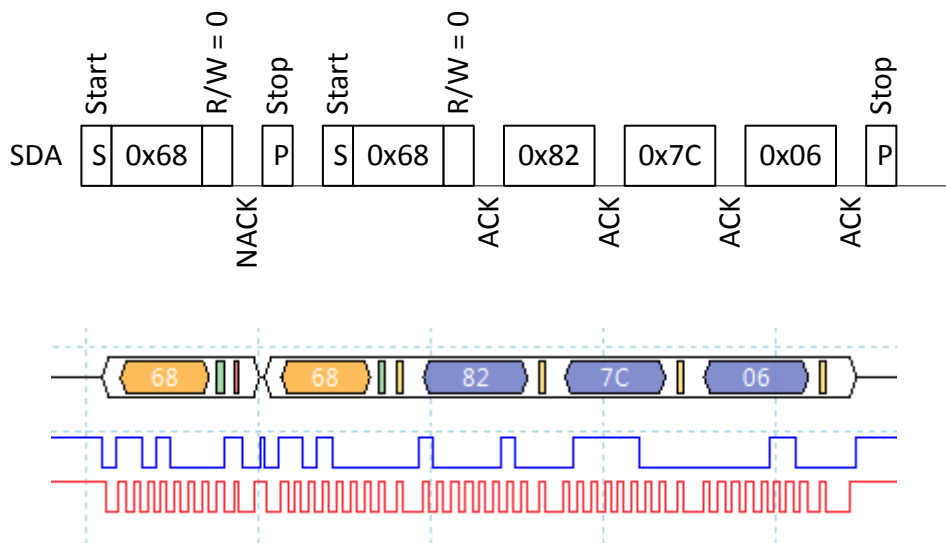 Start R/W = 0 Stop Start R/W = 0 Stop
SDA S 0x68 P S 0x68 0x82 0x7C 0x06 P
NACK ACK ACK ACK ACK
68 68 82 7C 06